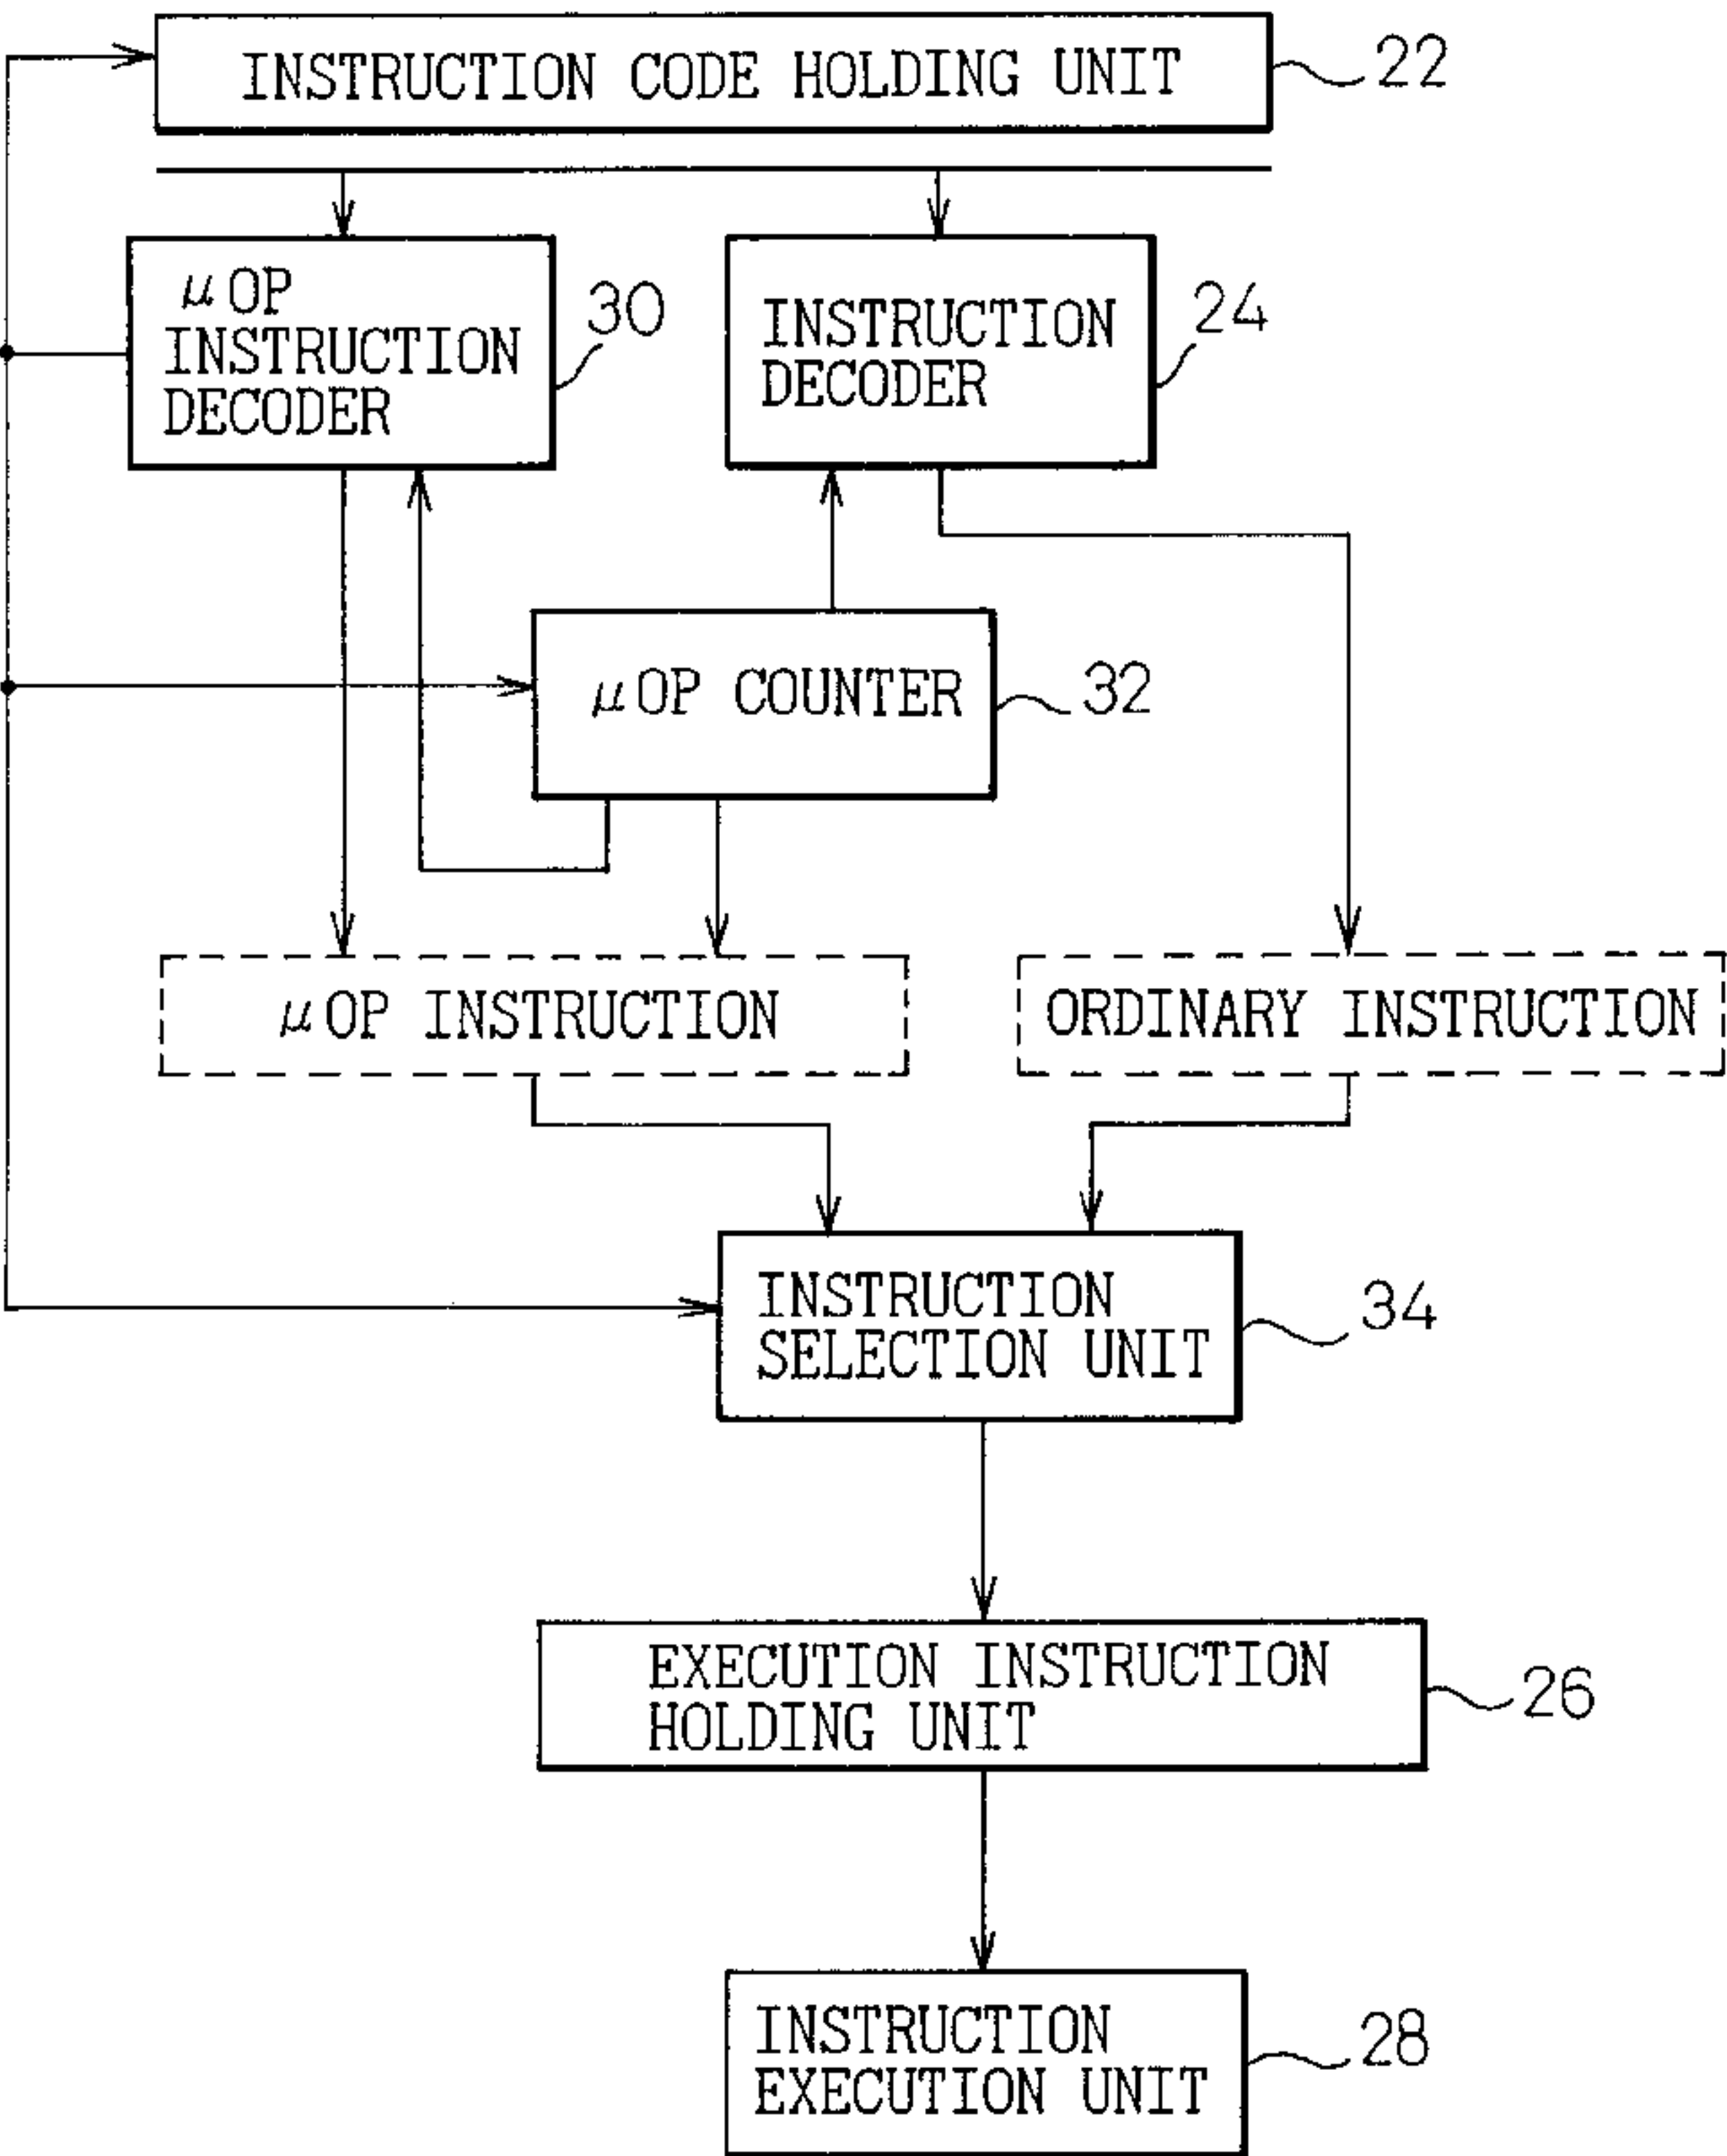 INSTRUCTION CODE HOLDING UNIT
22
μOP
INSTRUCTION
DECODER
30
INSTRUCTION
DECODER
24
μOP COUNTER
32
μOP INSTRUCTION
ORDINARY INSTRUCTION
INSTRUCTION
SELECTION UNIT
34
EXECUTION INSTRUCTION
HOLDING UNIT
26
INSTRUCTION
EXECUTION UNIT
28